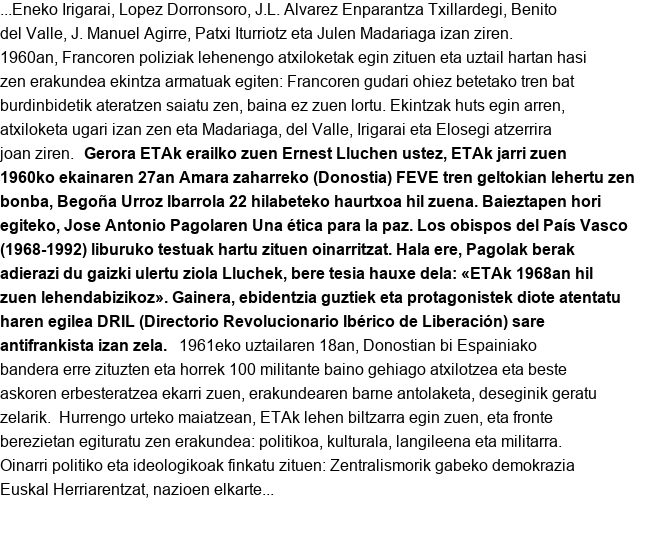 ...Eneko Irigarai, Lopez Dorronsoro, J.L. Alvarez Enparantza Txillardegi, Benito
del Valle, J. Manuel Agirre, Patxi Iturriotz eta Julen Madariaga izan ziren.
1960an, Francoren poliziak lehenengo atxiloketak egin zituen eta uztail hartan hasi
zen erakundea ekintza armatuak egiten: Francoren gudari ohiez betetako tren bat
burdinbidetik ateratzen saiatu zen, baina ez zuen lortu. Ekintzak huts egin arren,
atxiloketa ugari izan zen eta Madariaga, del Valle, Irigarai eta Elosegi atzerrira
joan ziren.  Gerora ETAk erailko zuen Ernest Lluchen ustez, ETAk jarri zuen
1960ko ekainaren 27an Amara zaharreko (Donostia) FEVE tren geltokian lehertu zen
bonba, Begoña Urroz Ibarrola 22 hilabeteko haurtxoa hil zuena. Baieztapen hori
egiteko, Jose Antonio Pagolaren Una ética para la paz. Los obispos del País Vasco
(1968-1992) liburuko testuak hartu zituen oinarritzat. Hala ere, Pagolak berak
adierazi du gaizki ulertu ziola Lluchek, bere tesia hauxe dela: «ETAk 1968an hil
zuen lehendabizikoz». Gainera, ebidentzia guztiek eta protagonistek diote atentatu
haren egilea DRIL (Directorio Revolucionario Ibérico de Liberación) sare
antifrankista izan zela.   1961eko uztailaren 18an, Donostian bi Espainiako
bandera erre zituzten eta horrek 100 militante baino gehiago atxilotzea eta beste
askoren erbesteratzea ekarri zuen, erakundearen barne antolaketa, deseginik geratu
zelarik.  Hurrengo urteko maiatzean, ETAk lehen biltzarra egin zuen, eta fronte
berezietan egituratu zen erakundea: politikoa, kulturala, langileena eta militarra.
Oinarri politiko eta ideologikoak finkatu zituen: Zentralismorik gabeko demokrazia
Euskal Herriarentzat, nazioen elkarte...